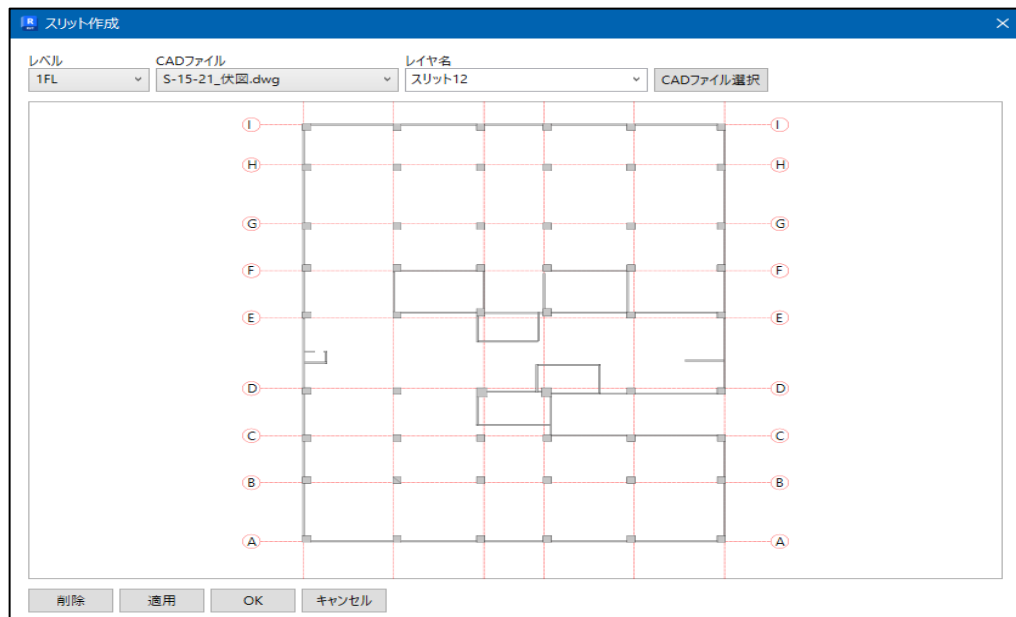 スリット作成
レベル CADファイル レイヤ名
1FL S-15-21_伏図.dwg スリット12 CADファイル選択
I I
H H
G G
F F
E E
D D
C C
B B
A A
削除 適用 OK キャンセル